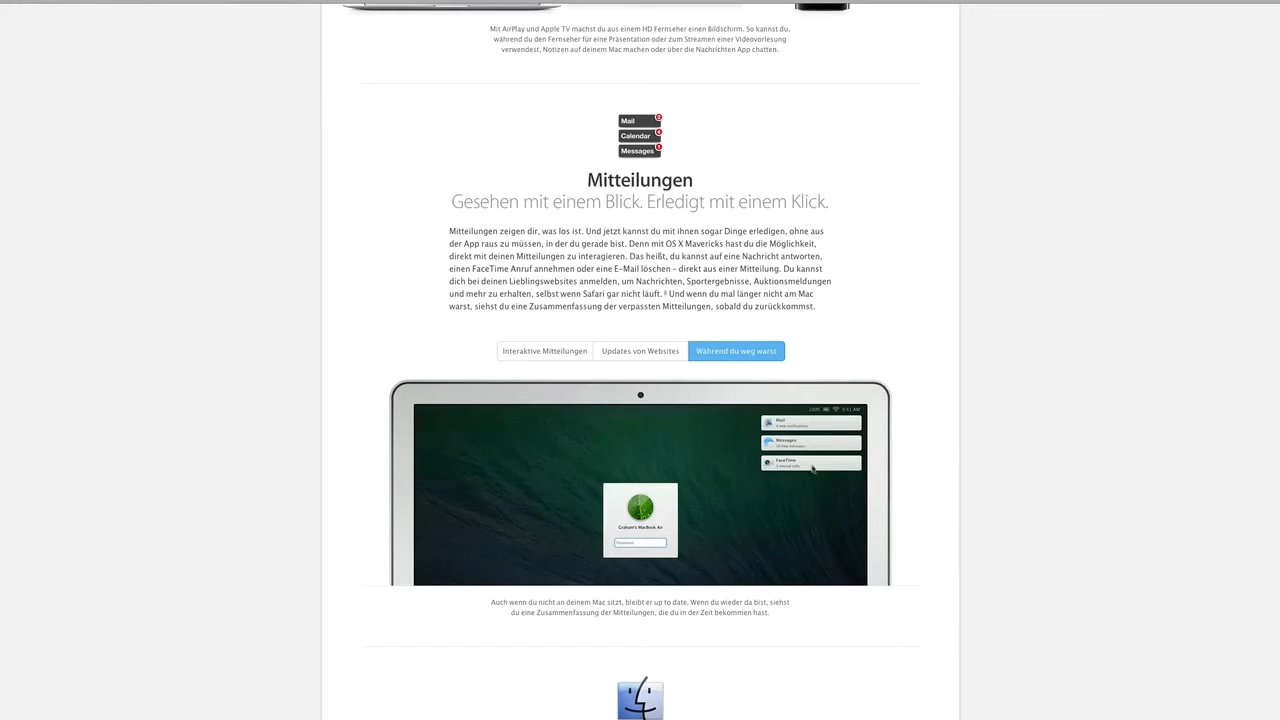 Mit AirPlay und Apple TV machst du aus einem HD Fernseher einen Bildschirm. So kannst du,
während du den Fernseher für eine Präsentation oder zum Streamen einer Videovorlesung
verwendest, Notizen auf deinem Mac machen oder über die Nachrichten App chatten.
Mail 2
Calendar 4
Messages 1
Mitteilungen
Gesehen mit einem Blick. Erledigt mit einem Klick.
Mitteilungen zeigen dir, was los ist. Und jetzt kannst du mit ihnen sogar Dinge erledigen, ohne aus
der App raus zu müssen, in der du gerade bist. Denn mit OS X Mavericks hast du die Möglichkeit,
direkt mit deinen Mitteilungen zu interagieren. Das heißt, du kannst auf eine Nachricht antworten,
einen FaceTime Anruf annehmen oder eine E-Mail löschen – direkt aus einer Mitteilung. Du kannst
dich bei deinen Lieblingswebsites anmelden, um Nachrichten, Sportergebnisse, Auktionsmeldungen
und mehr zu erhalten, selbst wenn Safari gar nicht läuft. 8 Und wenn du mal länger nicht am Mac
warst, siehst du eine Zusammenfassung der verpassten Mitteilungen, sobald du zurückkommst.
Interaktive Mitteilungen Updates von Websites Während du weg warst
100% 9:41 AM
Mail
Messages
FaceTime
Graham's MacBook Air
Password
Auch wenn du nicht an deinem Mac sitzt, bleibt er up to date. Wenn du wieder da bist, siehst
du eine Zusammenfassung der Mitteilungen, die du in der Zeit bekommen hast.